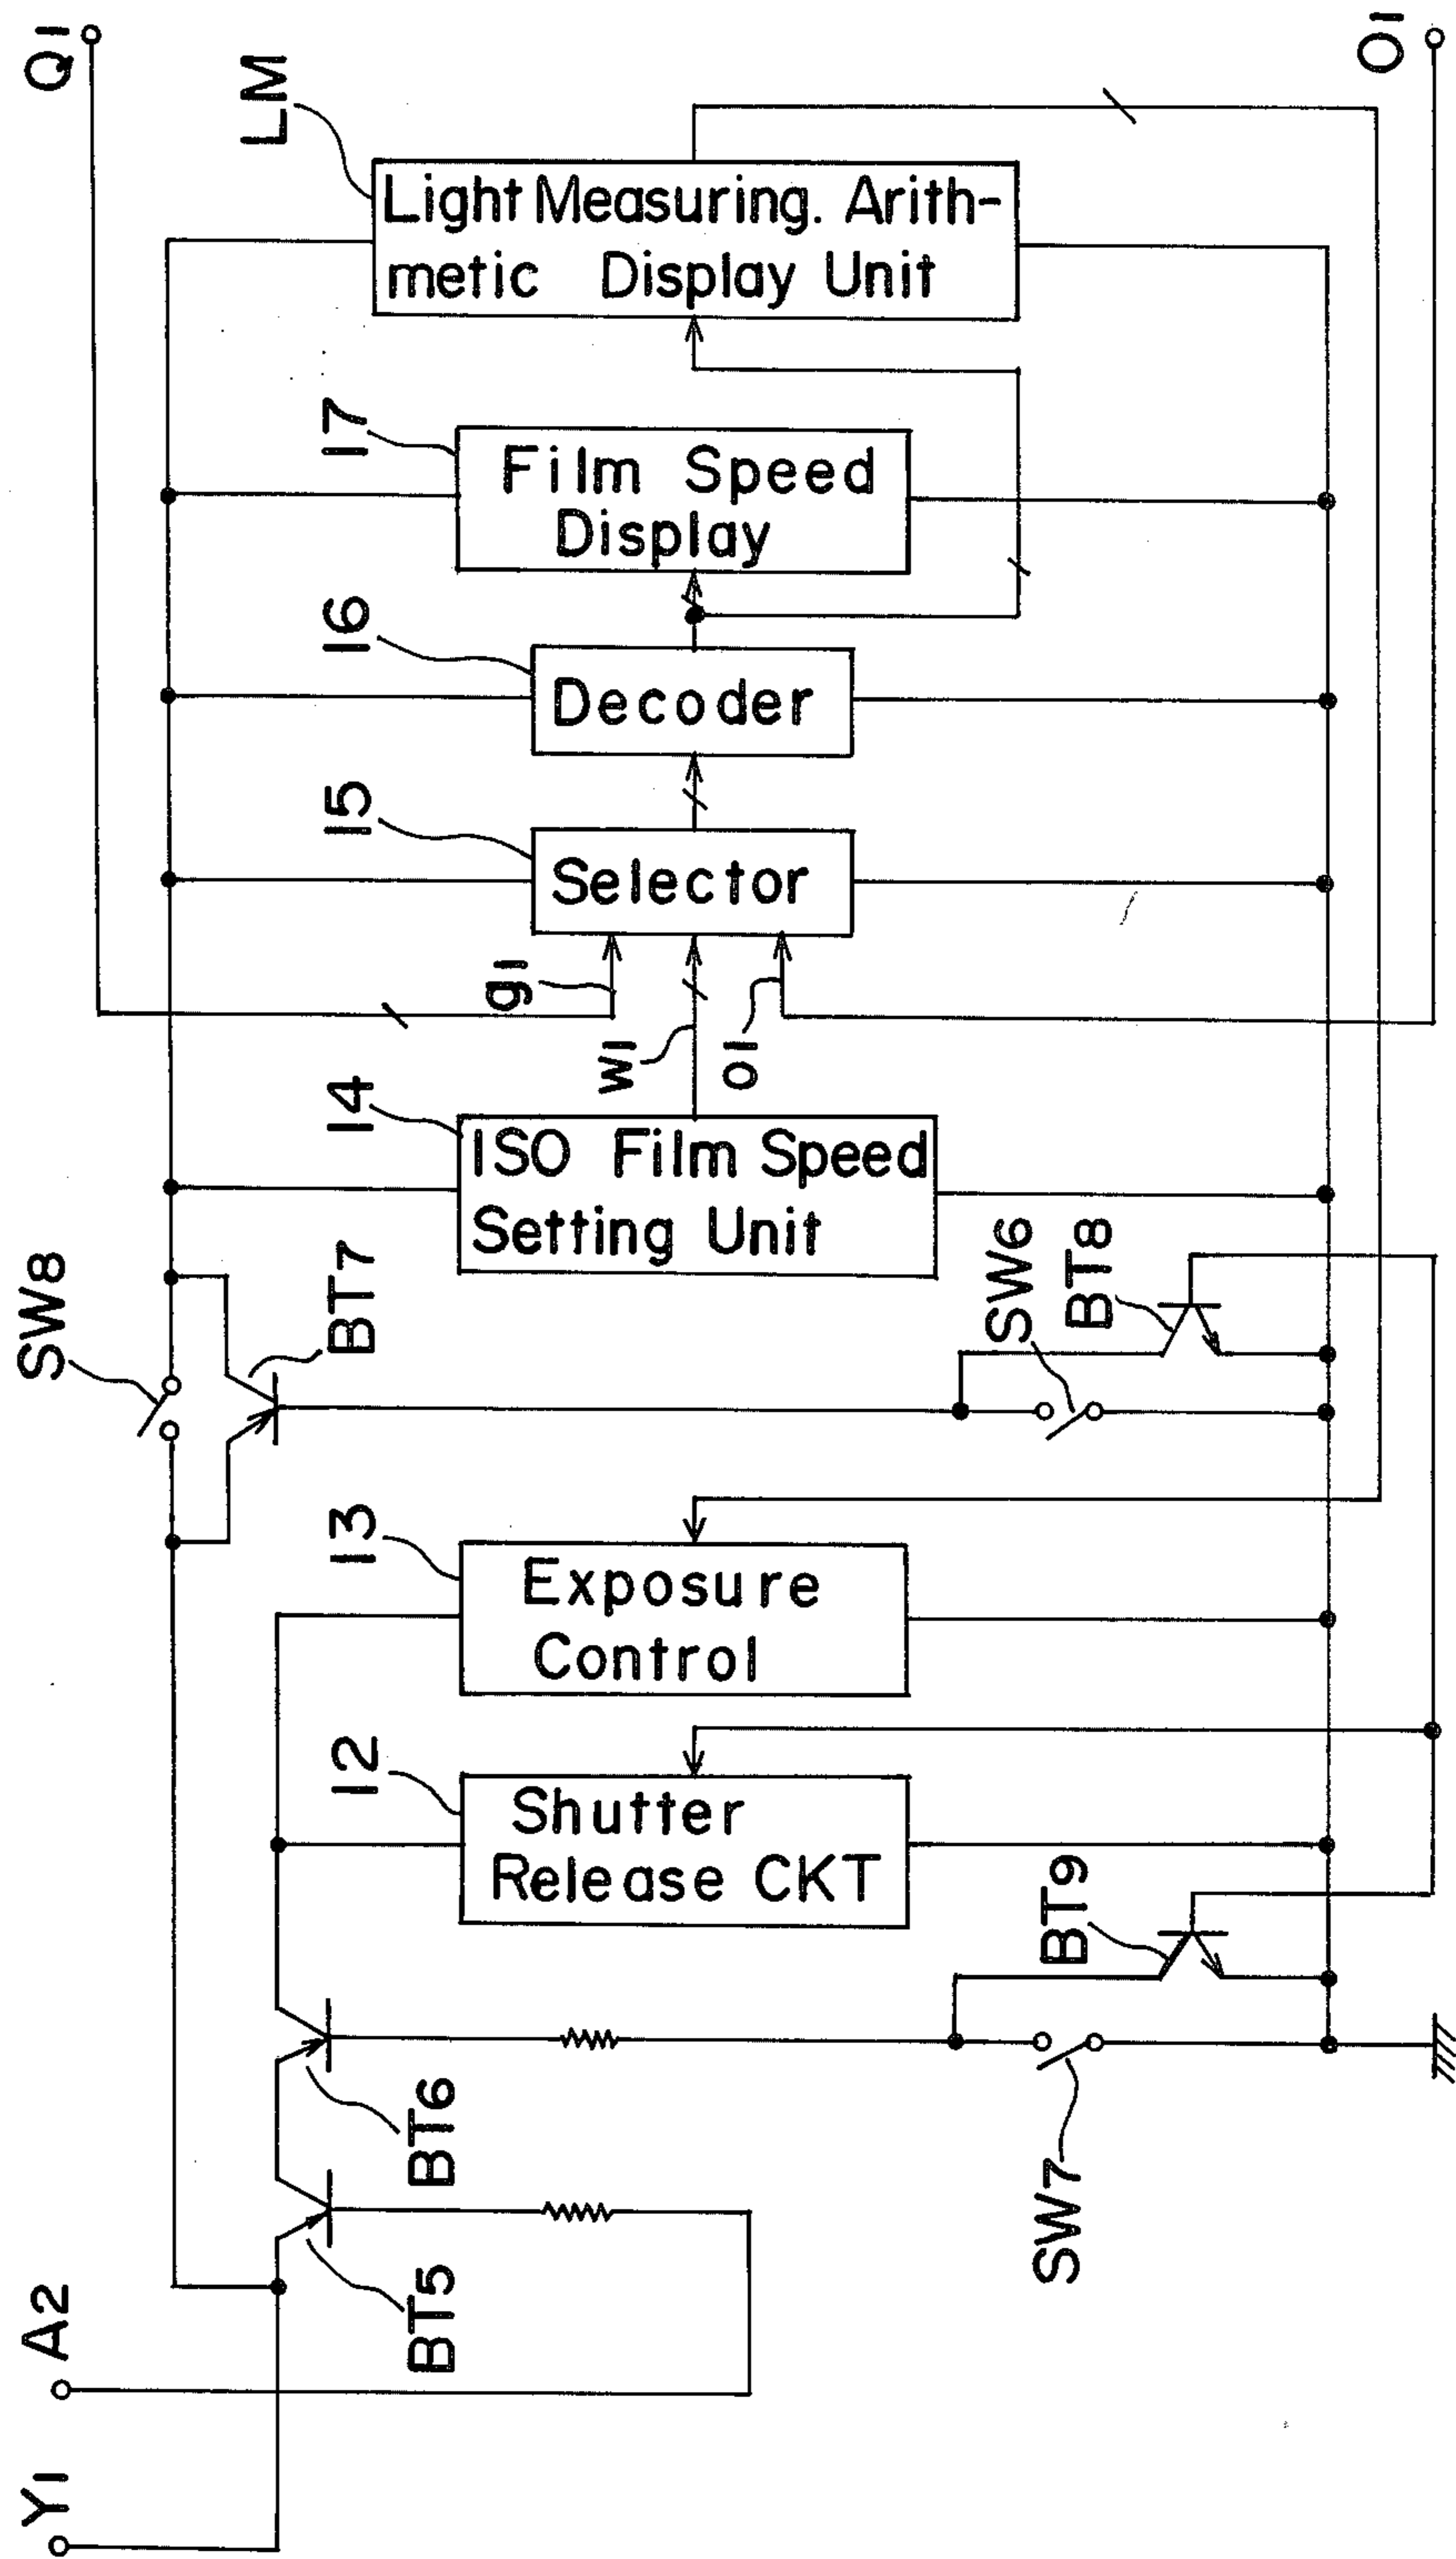 Y1
A2
BT5
BT6
SW7
BT9
12
Shutter
Release CKT
13
Exposure
Control
SW8
BT7
SW6
BT8
14
ISO Film Speed
Setting Unit
w1
g1
o1
15
Selector
16
Decoder
17
Film Speed
Display
LM
Light Measuring. Arith-
metic Display Unit
Q1
O1